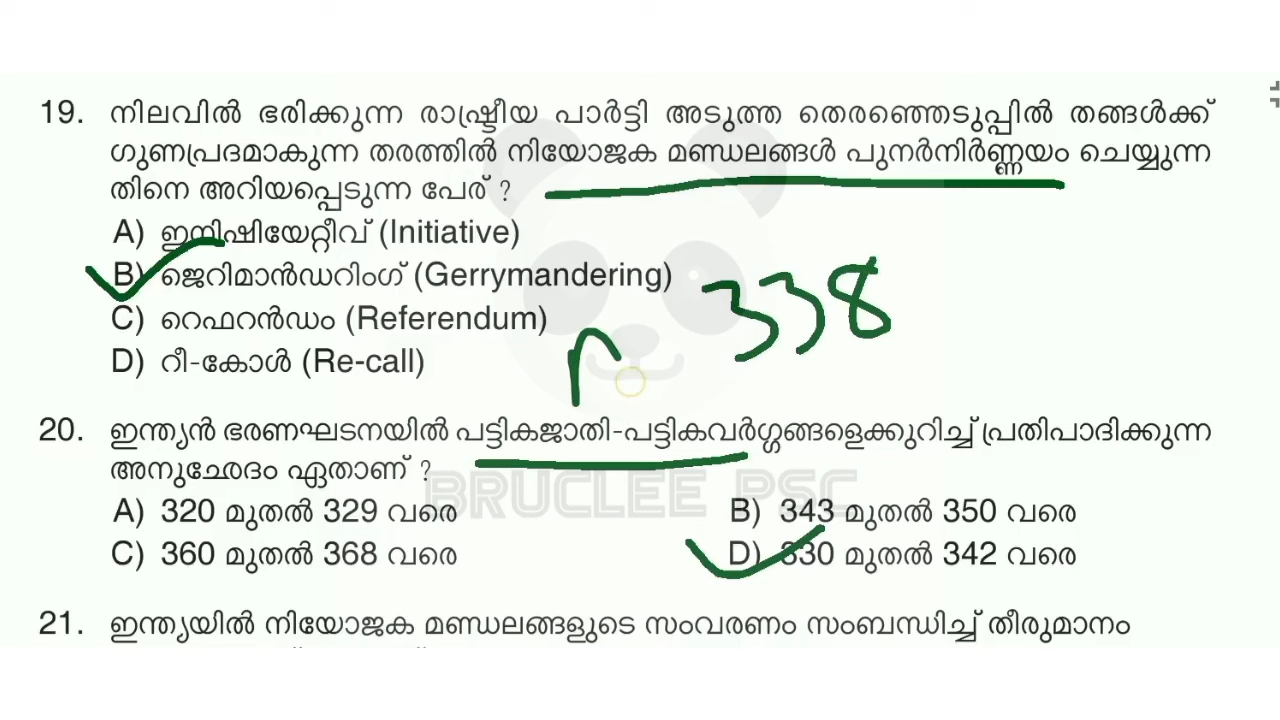 19. നിലവിൽ ഭരിക്കുന്ന രാഷ്ട്രീയ പാർട്ടി അടുത്ത തെരഞ്ഞെടുപ്പിൽ തങ്ങൾക്ക്
ഗുണപ്രദമാകുന്ന തരത്തിൽ നിയോജക മണ്ഡലങ്ങൾ പുനർനിർണ്ണയം ചെയ്യുന്ന
തിനെ അറിയപ്പെടുന്ന പേര് ?
A) ഇനിഷിയേറ്റീവ് (Initiative)
B) ജെറിമാൻഡറിംഗ് (Gerrymandering)
338
C) റെഫറൻഡം (Referendum)
D) റീ-കോൾ (Re-call)
20. ഇന്ത്യൻ ഭരണഘടനയിൽ പട്ടികജാതി-പട്ടികവർഗ്ഗങ്ങളെക്കുറിച്ച് പ്രതിപാദിക്കുന്ന
അനുഛേദം ഏതാണ് ?
BRUCLEE PSC
A) 320 മുതൽ 329 വരെ B) 343 മുതൽ 350 വരെ
C) 360 മുതൽ 368 വരെ D) 330 മുതൽ 342 വരെ
21. ഇന്ത്യയിൽ നിയോജക മണ്ഡലങ്ങളുടെ സംവരണം സംബന്ധിച്ച് തീരുമാനം